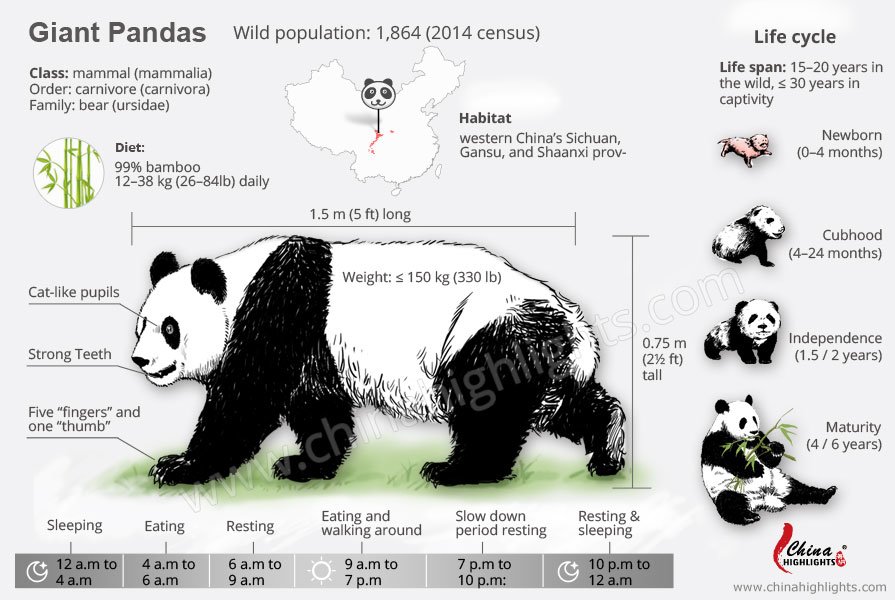 Giant Pandas
Wild population: 1,864 (2014 census)
Class: mammal (mammalia)
Order: carnivore (carnivora)
Family: bear (ursidae)
Diet:
99% bamboo
12–38 kg (26–84lb) daily
Habitat
western China’s Sichuan,
Gansu, and Shaanxi prov-
1.5 m (5 ft) long
Weight: ≤ 150 kg (330 lb)
Cat-like pupils
Strong Teeth
Five “fingers” and
one “thumb”
0.75 m
(2½ ft)
tall
www.chinahighlights.com
Life cycle
Life span: 15–20 years in
the wild, ≤ 30 years in
captivity
Newborn
(0–4 months)
Cubhood
(4–24 months)
Independence
(1.5 / 2 years)
Maturity
(4 / 6 years)
Sleeping
12 a.m to
4 a.m
Eating
4 a.m to
6 a.m
Resting
6 a.m to
9 a.m
Eating and
walking around
9 a.m to
7 p.m
Slow down
period resting
7 p.m to
10 p.m:
Resting &
sleeping
10 p.m to
12 a.m
China
HIGHLIGHTS
®
www.chinahighlights.com